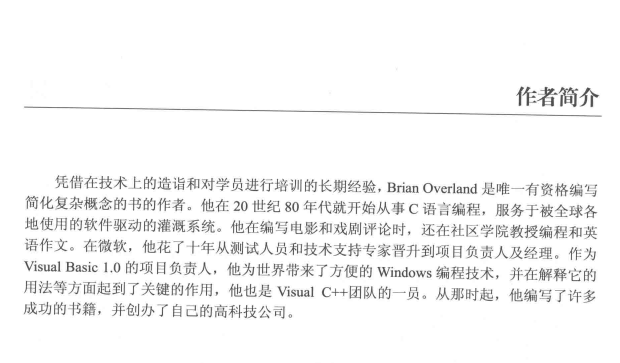 作者简介
凭借在技术上的造诣和对学员进行培训的长期经验，Brian Overland 是唯一有资格编写
简化复杂概念的书的作者。他在 20 世纪 80 年代就开始从事 C 语言编程，服务于被全球各
地使用的软件驱动的灌溉系统。他在编写电影和戏剧评论时，还在社区学院教授编程和英
语作文。在微软，他花了十年从测试人员和技术支持专家晋升到项目负责人及经理。作为
Visual Basic 1.0 的项目负责人，他为世界带来了方便的 Windows 编程技术，并在解释它的
用法等方面起到了关键的作用，他也是 Visual C++团队的一员。从那时起，他编写了许多
成功的书籍，并创办了自己的高科技公司。